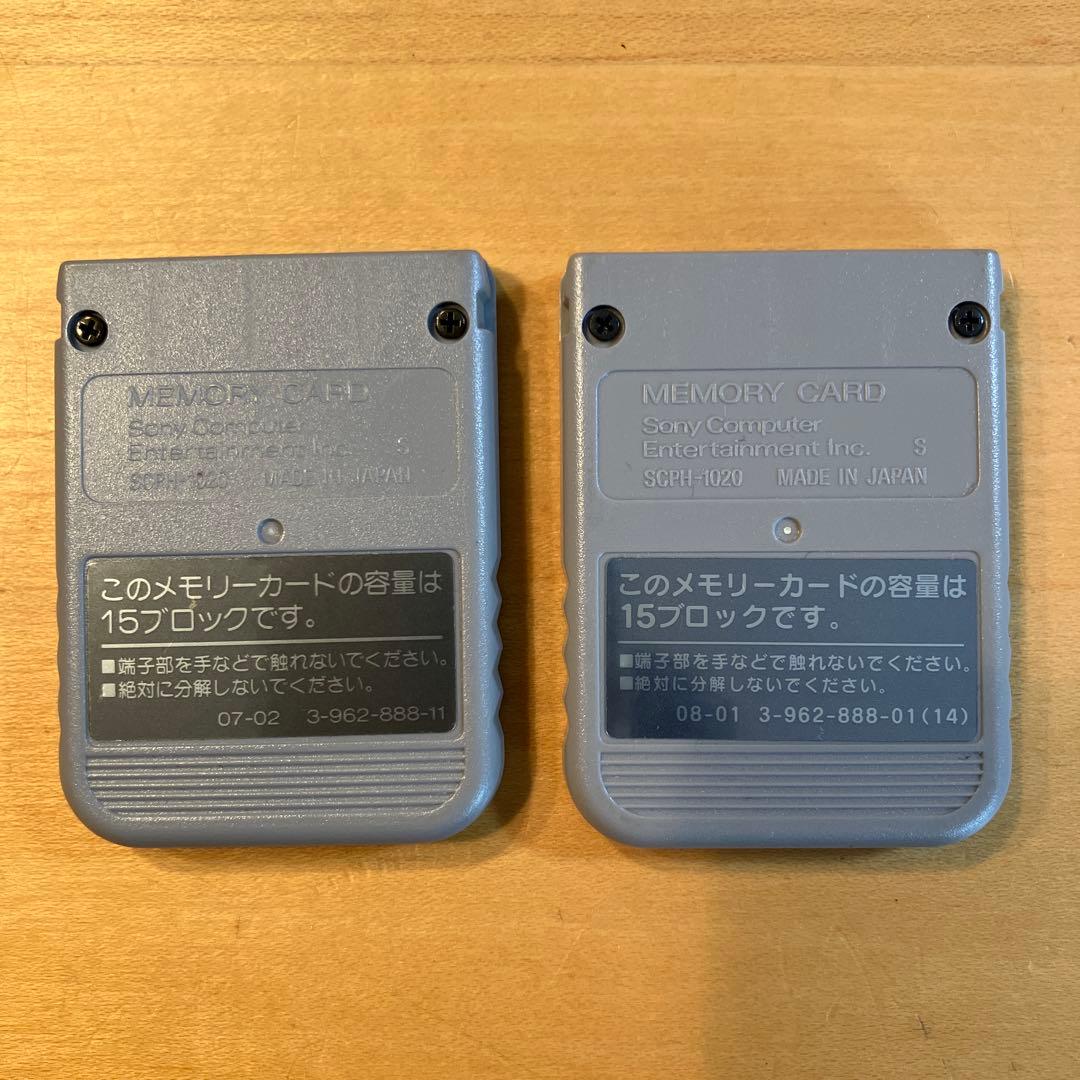 MEMORY CARD
Sony Computer
Entertainment Inc. S
MADE IN JAPAN
このメモリーカードの容量は
15ブロックです。
■端子部を手などで触れないでください。
■絶対に分解しないでください。
07-02 3-962-888-11
MEMORY CARD
Sony Computer
Entertainment Inc. S
SCPH-1020 MADE IN JAPAN
このメモリーカードの容量は
15ブロックです。
■端子部を手などで触れないでください。
■絶対に分解しないでください。
08-01 3-962-888-01(14)